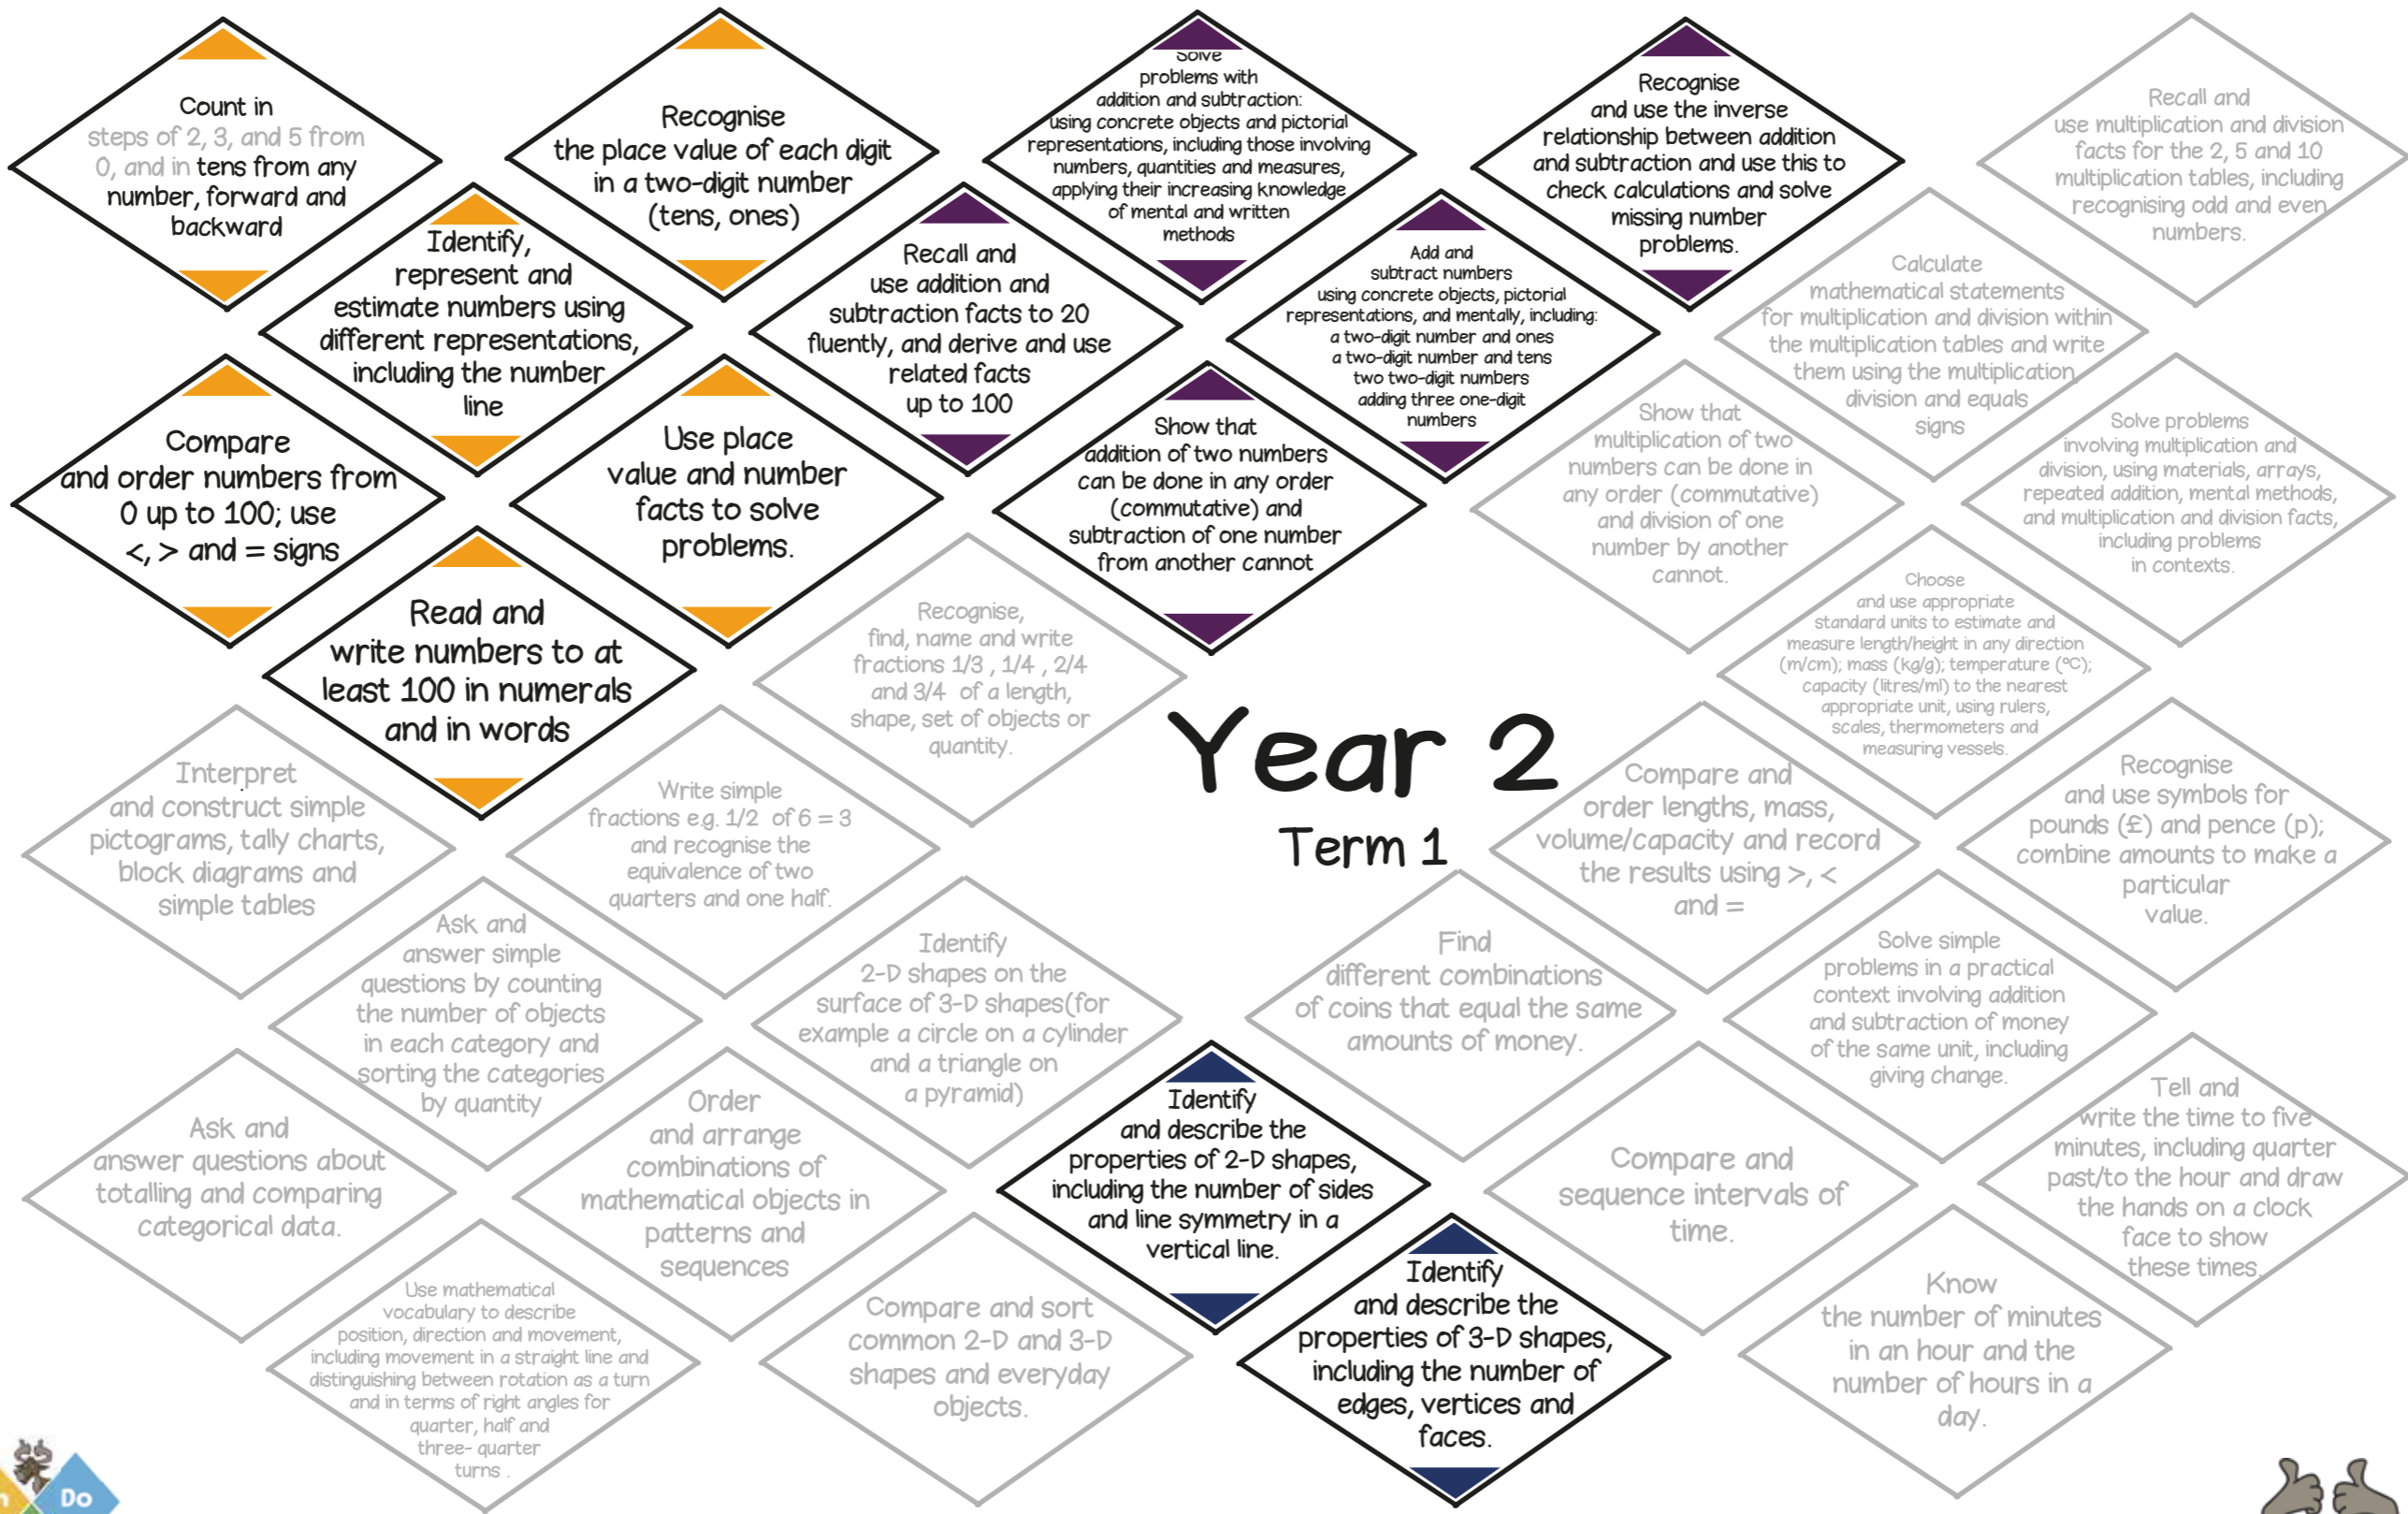 Count in
steps of 2, 3, and 5 from
0, and in tens from any
number, forward and
backward
Recognise
the place value of each digit
in a two-digit number
(tens, ones)
Solve
problems with
addition and subtraction:
using concrete objects and pictorial
representations, including those involving
numbers, quantities and measures,
applying their increasing knowledge
of mental and written
methods
Recognise
and use the inverse
relationship between addition
and subtraction and use this to
check calculations and solve
missing number
problems.
Recall and
use multiplication and division
facts for the 2, 5 and 10
multiplication tables, including
recognising odd and even
numbers.
Identify,
represent and
estimate numbers using
different representations,
including the number
line
Recall and
use addition and
subtraction facts to 20
fluently, and derive and use
related facts
up to 100
Add and
subtract numbers
using concrete objects, pictorial
representations, and mentally, including:
a two-digit number and ones
a two-digit number and tens
two two-digit numbers
adding three one-digit
numbers
Calculate
mathematical statements
for multiplication and division within
the multiplication tables and write
them using the multiplication,
division and equals
signs
Compare
and order numbers from
0 up to 100; use
<, > and = signs
Use place
value and number
facts to solve
problems.
Show that
addition of two numbers
can be done in any order
(commutative) and
subtraction of one number
from another cannot
Show that
multiplication of two
numbers can be done in
any order (commutative)
and division of one
number by another
cannot.
Solve problems
involving multiplication and
division, using materials, arrays,
repeated addition, mental methods,
and multiplication and division facts,
including problems
in contexts.
Read and
write numbers to at
least 100 in numerals
and in words
Recognise,
find, name and write
fractions 1/3 , 1/4 , 2/4
and 3/4 of a length,
shape, set of objects or
quantity.
Choose
and use appropriate
standard units to estimate and
measure length/height in any direction
(m/cm); mass (kg/g); temperature (°C);
capacity (litres/ml) to the nearest
appropriate unit, using rulers,
scales, thermometers and
measuring vessels.
Year 2
Term 1
Interpret
and construct simple
pictograms, tally charts,
block diagrams and
simple tables
Write simple
fractions e.g. 1/2 of 6 = 3
and recognise the
equivalence of two
quarters and one half.
Compare and
order lengths, mass,
volume/capacity and record
the results using >, <
and =
Recognise
and use symbols for
pounds (£) and pence (p);
combine amounts to make a
particular
value.
Ask and
answer simple
questions by counting
the number of objects
in each category and
sorting the categories
by quantity
Identify
2-D shapes on the
surface of 3-D shapes(for
example a circle on a cylinder
and a triangle on
a pyramid)
Find
different combinations
of coins that equal the same
amounts of money.
Solve simple
problems in a practical
context involving addition
and subtraction of money
of the same unit, including
giving change.
Ask and
answer questions about
totalling and comparing
categorical data.
Order
and arrange
combinations of
mathematical objects in
patterns and
sequences
Identify
and describe the
properties of 2-D shapes,
including the number of sides
and line symmetry in a
vertical line.
Compare and
sequence intervals of
time.
Tell and
write the time to five
minutes, including quarter
past/to the hour and draw
the hands on a clock
face to show
these times.
Use mathematical
vocabulary to describe
position, direction and movement,
including movement in a straight line and
distinguishing between rotation as a turn
and in terms of right angles for
quarter, half and
three- quarter
turns .
Compare and sort
common 2-D and 3-D
shapes and everyday
objects.
Identify
and describe the
properties of 3-D shapes,
including the number of
edges, vertices and
faces.
Know
the number of minutes
in an hour and the
number of hours in a
day.
Do